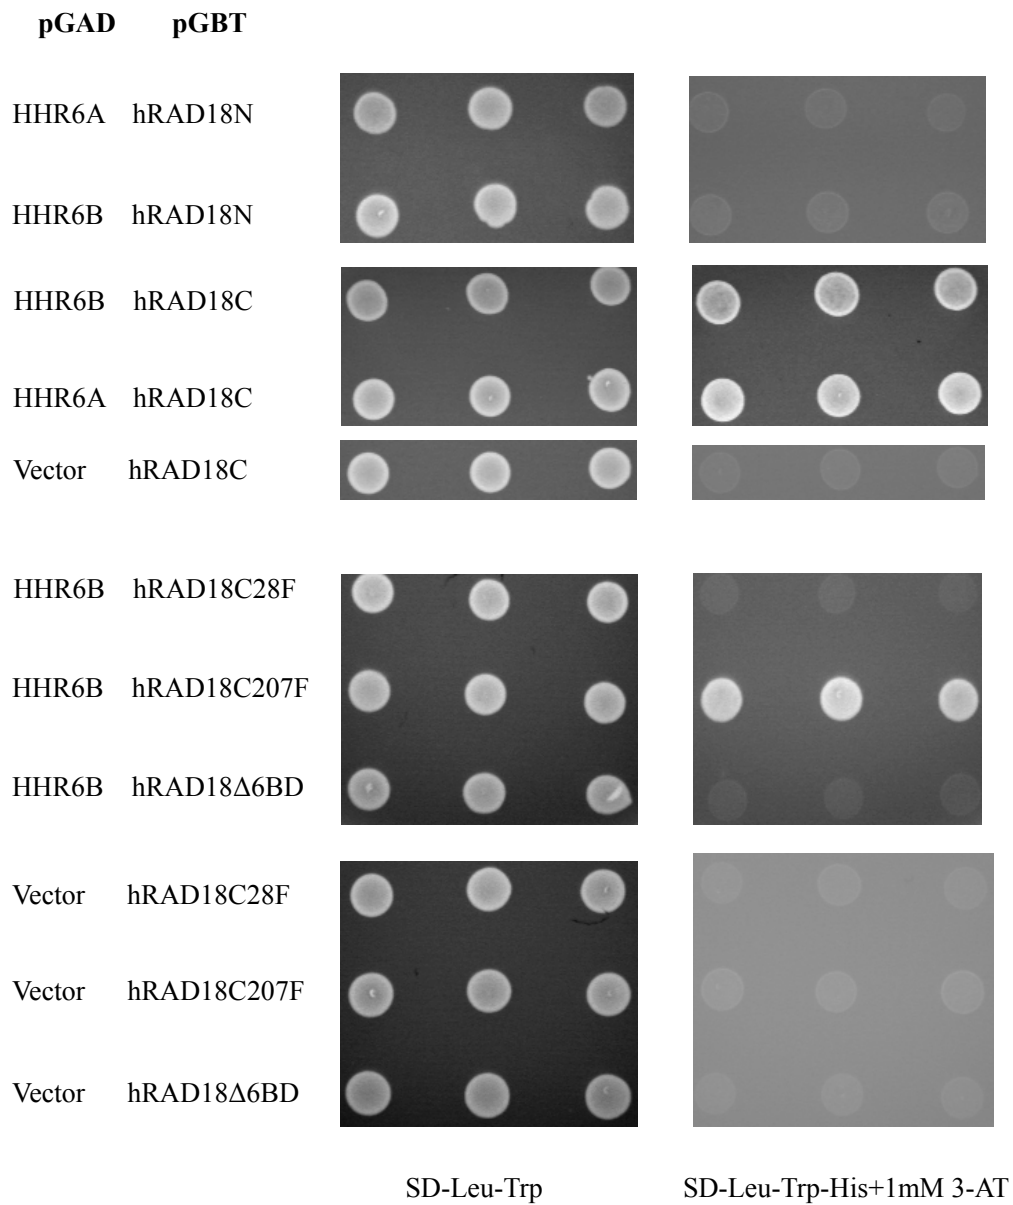 pGAD pGBT
HHR6A hRAD18N
HHR6B hRAD18N
HHR6B hRAD18C
HHR6A hRAD18C
Vector hRAD18C
HHR6B hRAD18C28F
HHR6B hRAD18C207F
HHR6B hRAD18Δ6BD
Vector hRAD18C28F
Vector hRAD18C207F
Vector hRAD18Δ6BD
SD-Leu-Trp SD-Leu-Trp-His+1mM 3-AT